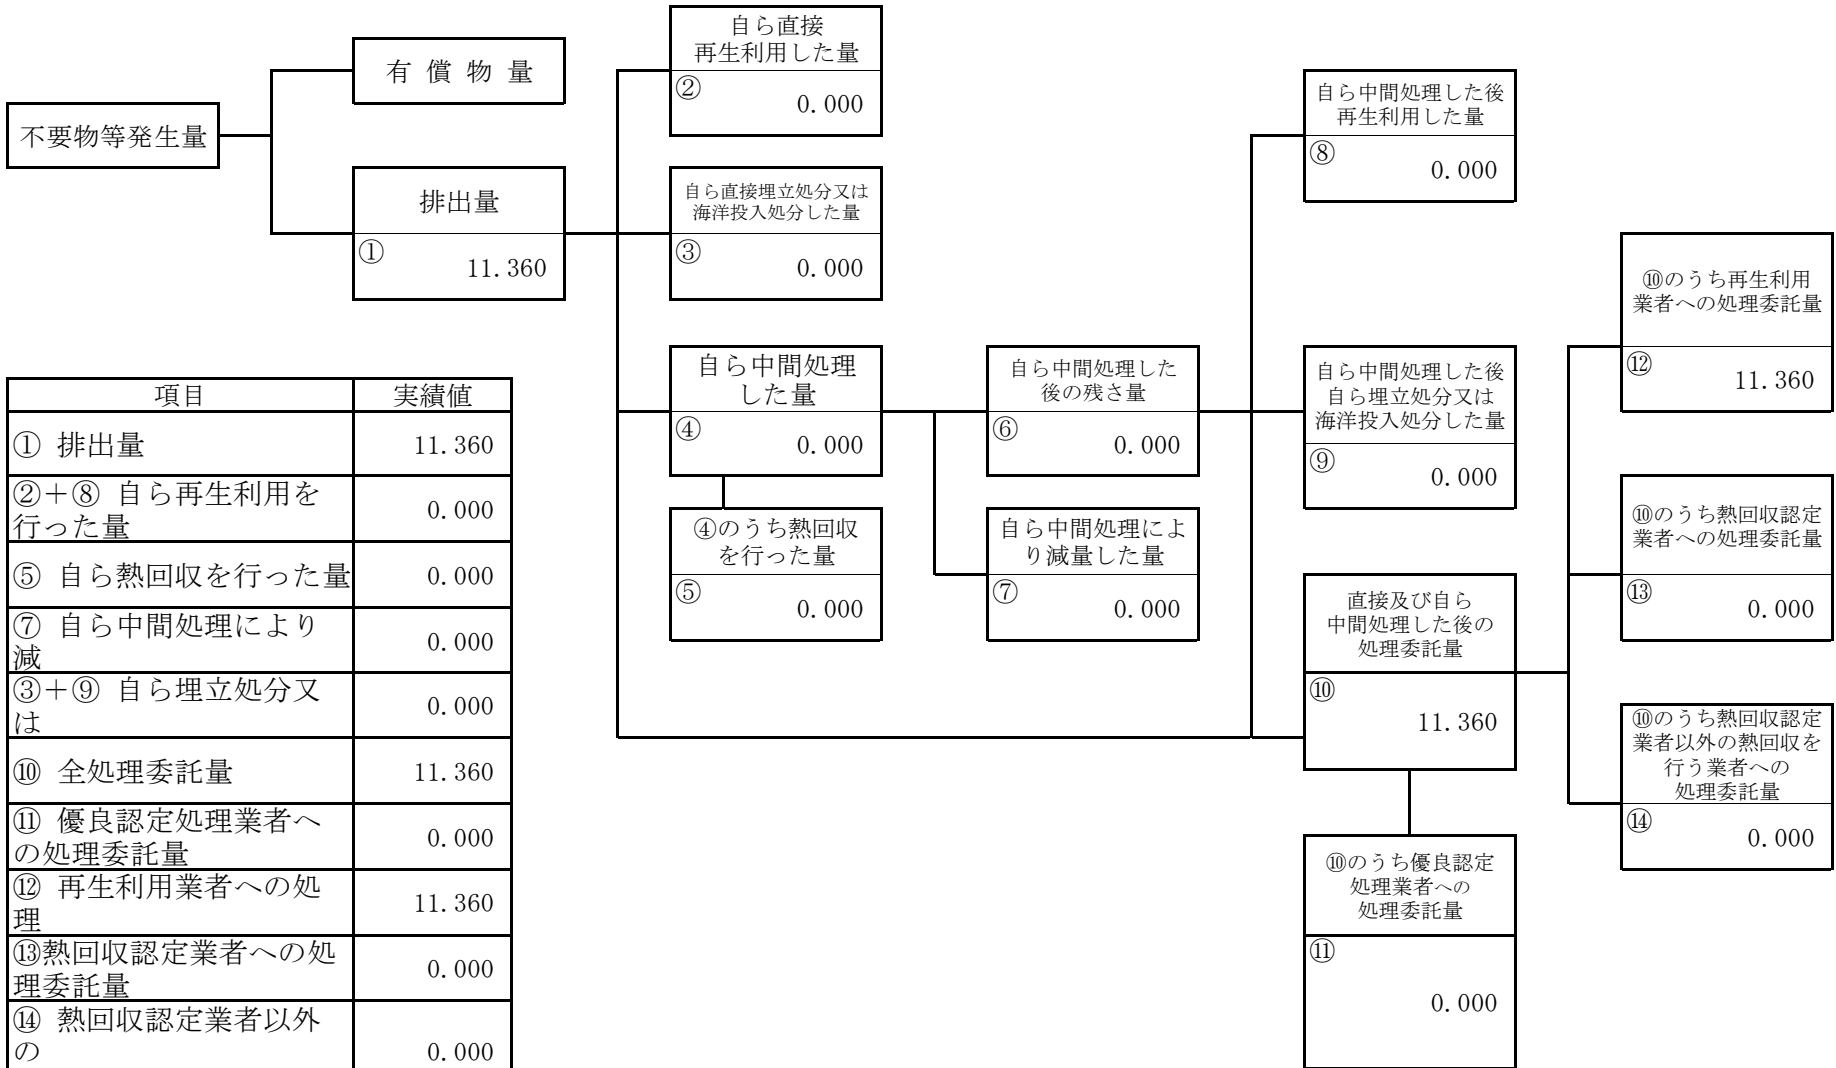 不要物等発生量
有 償 物 量
排出量
①
11.360
自ら直接
再生利用した量
②
0.000
自ら直接埋立処分又は
海洋投入処分した量
③
0.000
自ら中間処理
した量
④
0.000
④のうち熱回収
を行った量
⑤
0.000
自ら中間処理した
後の残さ量
⑥
0.000
自ら中間処理によ
り減量した量
⑦
0.000
自ら中間処理した後
再生利用した量
⑧
0.000
自ら中間処理した後
自ら埋立処分又は
海洋投入処分した量
⑨
0.000
直接及び自ら
中間処理した後の
処理委託量
⑩
11.360
⑩のうち優良認定
処理業者への
処理委託量
⑪
0.000
⑩のうち再生利用
業者への処理委託量
⑫
11.360
⑩のうち熱回収認定
業者への処理委託量
⑬
0.000
⑩のうち熱回収認定
業者以外の熱回収を
行う業者への
処理委託量
⑭
0.000
項目 実績値
① 排出量 11.360
②＋⑧ 自ら再生利用を
行った量
0.000
⑤ 自ら熱回収を行った量 0.000
⑦ 自ら中間処理により
減
0.000
③＋⑨ 自ら埋立処分又
は
0.000
⑩ 全処理委託量 11.360
⑪ 優良認定処理業者へ
の処理委託量
0.000
⑫ 再生利用業者への処
理
11.360
⑬熱回収認定業者への処
理委託量
0.000
⑭ 熱回収認定業者以外
の
0.000